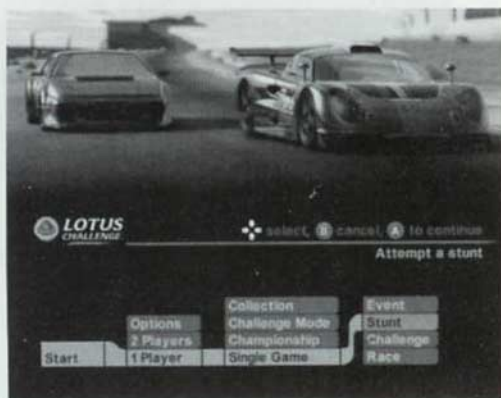 LOTUS
CHALLENGE
select, B cancel, A to continue
Attempt a stunt
Collection
Event
Options
Challenge Mode
Stunt
2 Players
Championship
Challenge
Start
1 Player
Single Game
Race